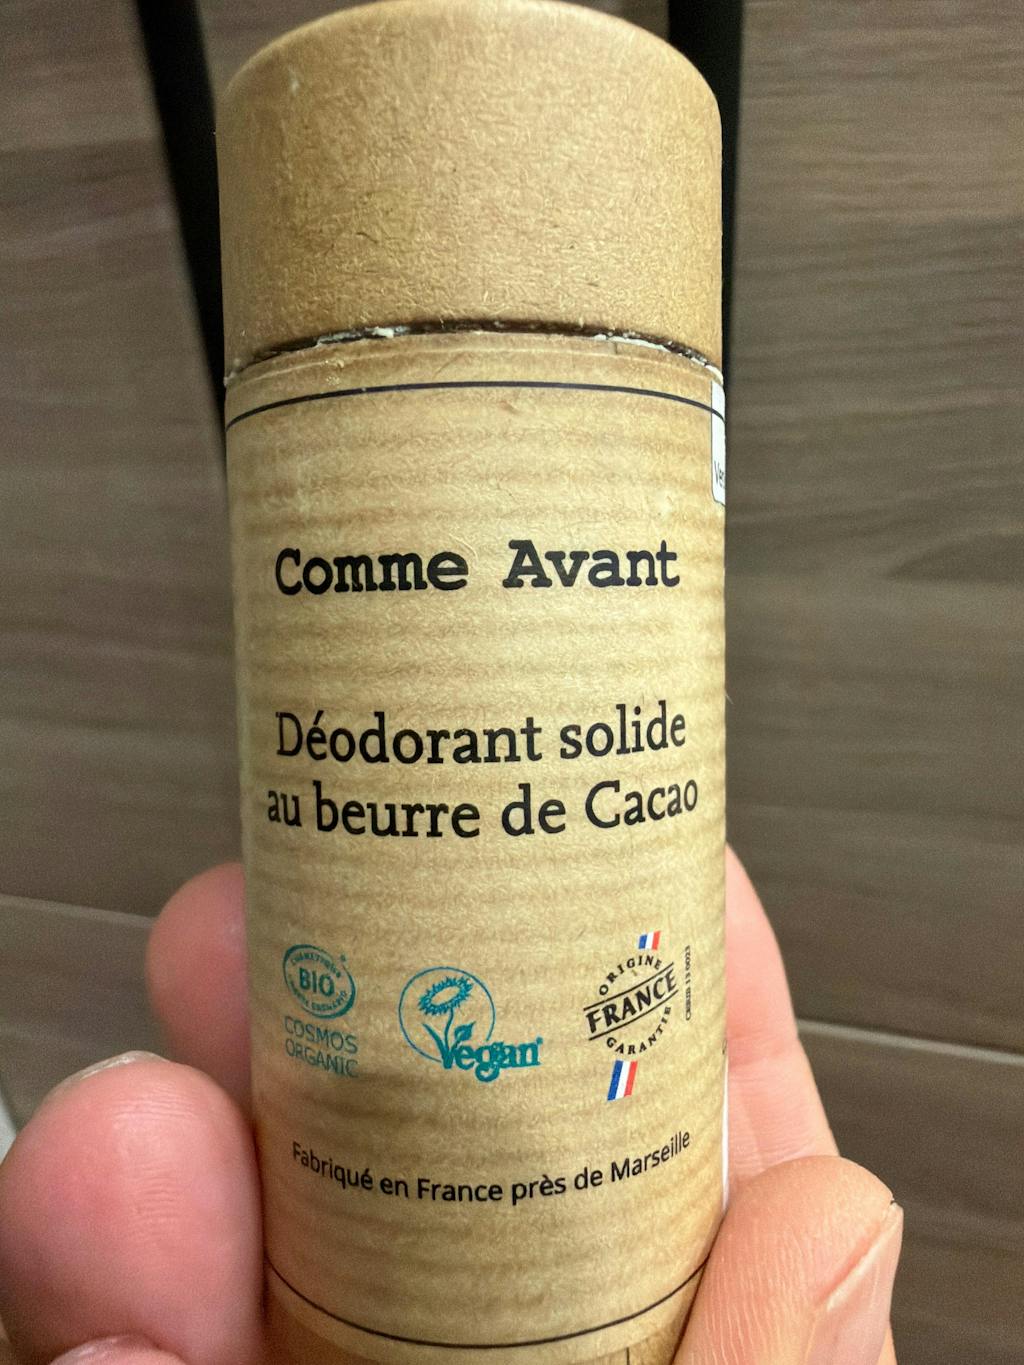 Comme Avant
Déodorant solide
au beurre de Cacao
BIO
COSMOS
ORGANIC
Vegan
ORIGINE
FRANCE
GARANTIE
Fabriqué en France près de Marseille